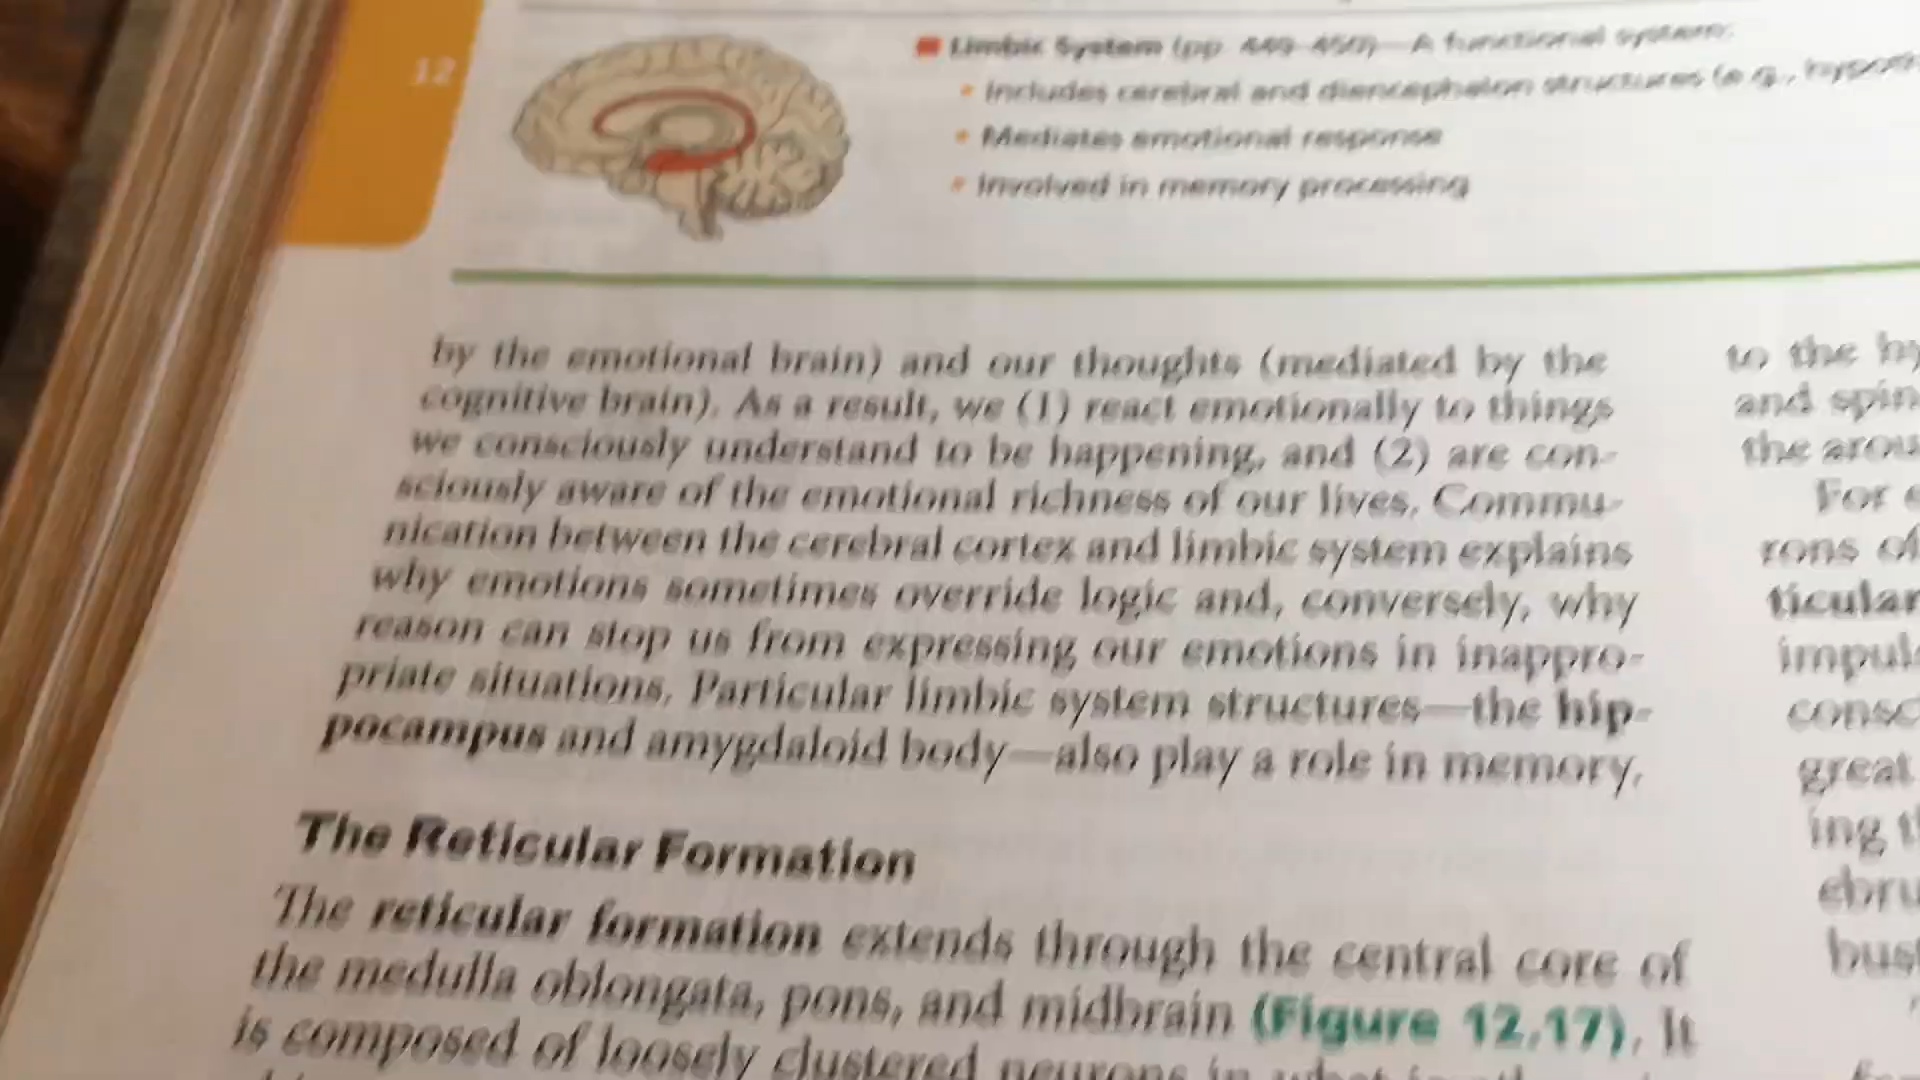 12
Limbic System (pp. 449–450)—A functional system:
• Includes cerebral and diencephalon structures (e.g.,
• Mediates emotional response
• Involved in memory processing
by the emotional brain) and our thoughts (mediated by the
cognitive brain). As a result, we (1) react emotionally to things
we consciously understand to be happening, and (2) are con-
sciously aware of the emotional richness of our lives. Commu-
nication between the cerebral cortex and limbic system explains
why emotions sometimes override logic and, conversely, why
reason can stop us from expressing our emotions in inappro-
priate situations. Particular limbic system structures—the hip-
pocampus and amygdaloid body—also play a role in memory.
The Reticular Formation
The reticular formation extends through the central core of
the medulla oblongata, pons, and midbrain (Figure 12.17). It
is composed of loosely clustered neurons in what
to the hy
and spin
the arou
For
rons of
ticular
impul
consc
great
ing t
ebru
bus